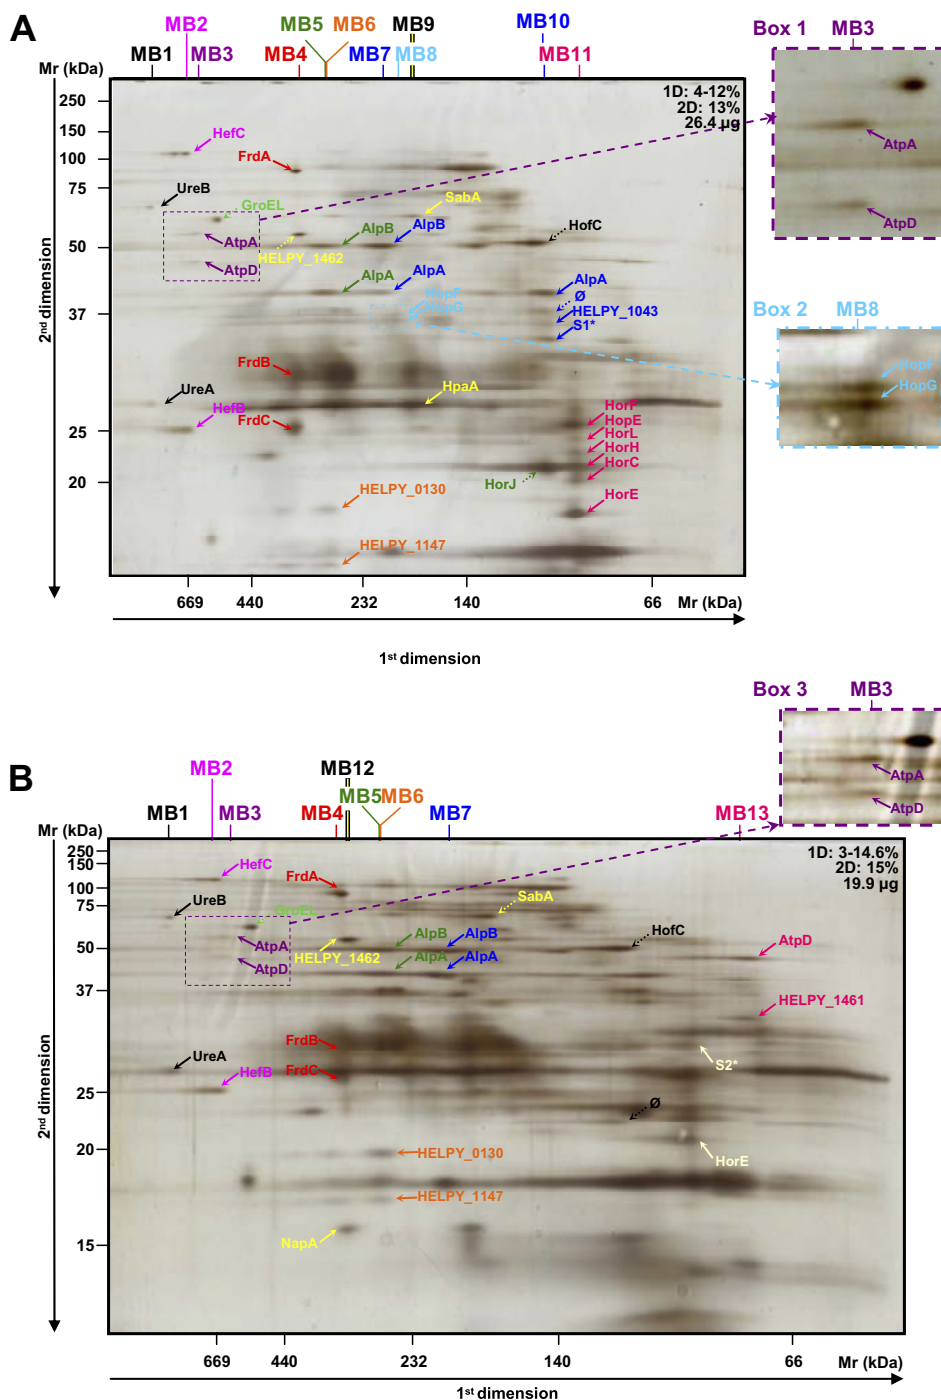 A
MB2
MB5
MB6
MB9
MB10
Box 1
MB3
MB1
MB3
MB4
MB7
MB8
MB11
Mr (kDa)
1D: 4-12%
2D: 13%
26.4 µg
250
150
100
75
50
37
25
20
2nd dimension
HefC
FrdA
UreB
GroEL
SabA
AtpA
AlpB
AlpB
HofC
HELPY_1462
AtpD
AlpA
AlpA
AlpA
Ø
HopF
HopG
HELPY_1043
S1*
FrdB
UreA
HpaA
HefB
FrdC
HorF
HopE
HorL
HorH
HorC
HorJ
HorE
HELPY_0130
HELPY_1147
AtpA
AtpD
Box 2
MB8
HopF
HopG
669
440
232
140
66
Mr (kDa)
1st dimension
Box 3
MB3
AtpA
AtpD
B
MB2
MB12
MB5
MB6
MB1
MB3
MB4
MB7
MB13
Mr (kDa)
1D: 3-14.6%
2D: 15%
19.9 µg
250
150
100
75
50
37
25
20
15
2nd dimension
HefC
FrdA
UreB
GroEL
SabA
AtpA
AlpB
AlpB
HofC
AtpD
HELPY_1462
AtpD
AlpA
AlpA
HELPY_1461
FrdB
UreA
S2*
HefB
FrdC
Ø
HELPY_0130
HorE
HELPY_1147
NapA
669
440
232
140
66
Mr (kDa)
1st dimension